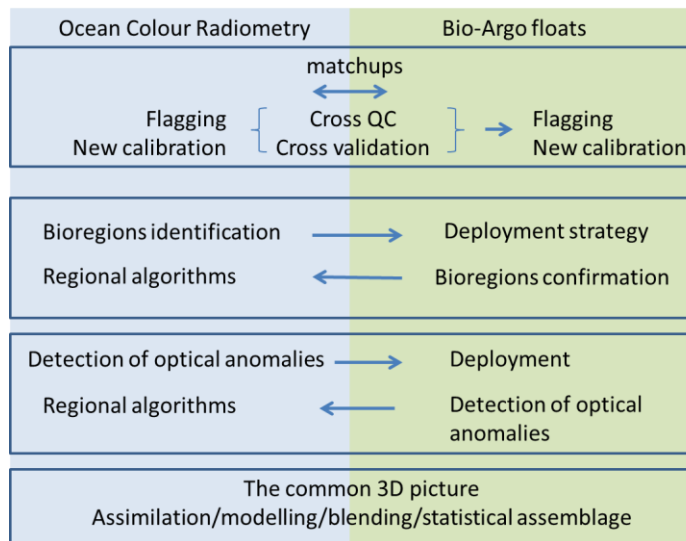 Ocean Colour Radiometry
Bio-Argo floats
matchups
Flagging
New calibration
Cross QC
Cross validation
Flagging
New calibration
Bioregions identification
Deployment strategy
Regional algorithms
Bioregions confirmation
Detection of optical anomalies
Deployment
Regional algorithms
Detection of optical
anomalies
The common 3D picture
Assimilation/modelling/blending/statistical assemblage